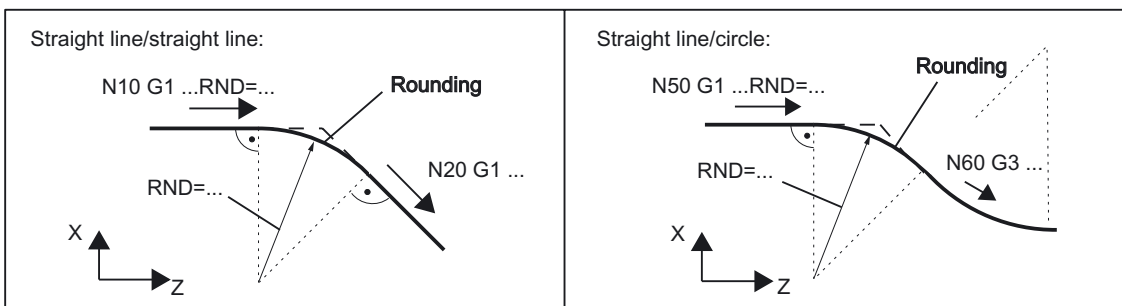 Straight line/straight line:
N10 G1 ...RND=...
Rounding
N20 G1 ...
RND=...
X
Z
Straight line/circle:
N50 G1 ...RND=...
Rounding
N60 G3 ...
RND=...
X
Z